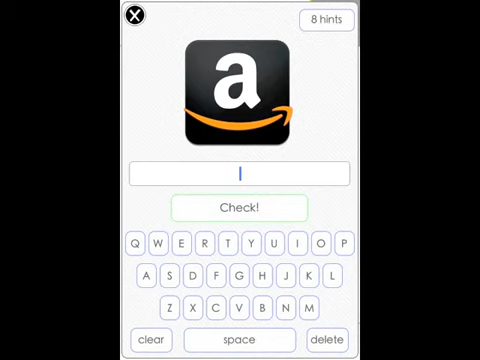 X
8 hints
a
Check!
Q W E R T Y U I O P
A S D F G H J K L
Z X C V B N M
clear space delete